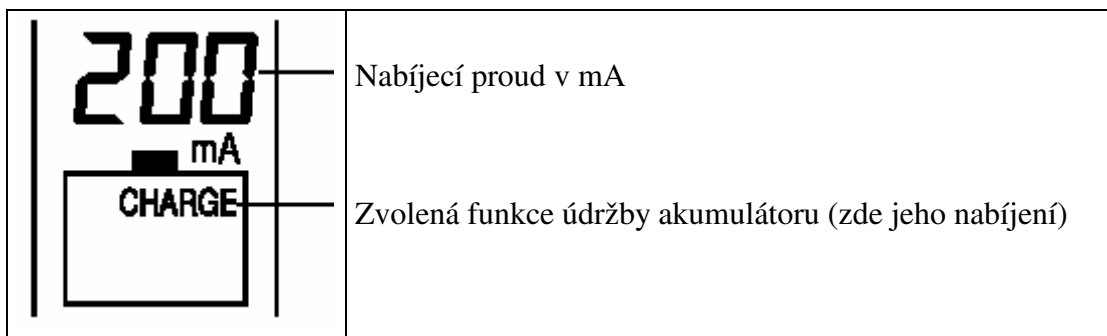 200
Nabíjecí proud v mA
mA
CHARGE
Zvolená funkce údržby akumulátoru (zde jeho nabíjení)